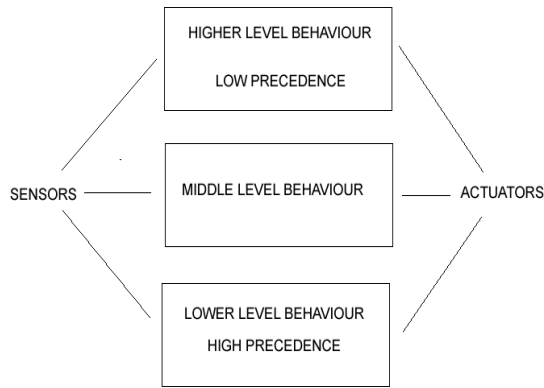 HIGHER LEVEL BEHAVIOUR
LOW PRECEDENCE
SENSORS
MIDDLE LEVEL BEHAVIOUR
ACTUATORS
LOWER LEVEL BEHAVIOUR
HIGH PRECEDENCE